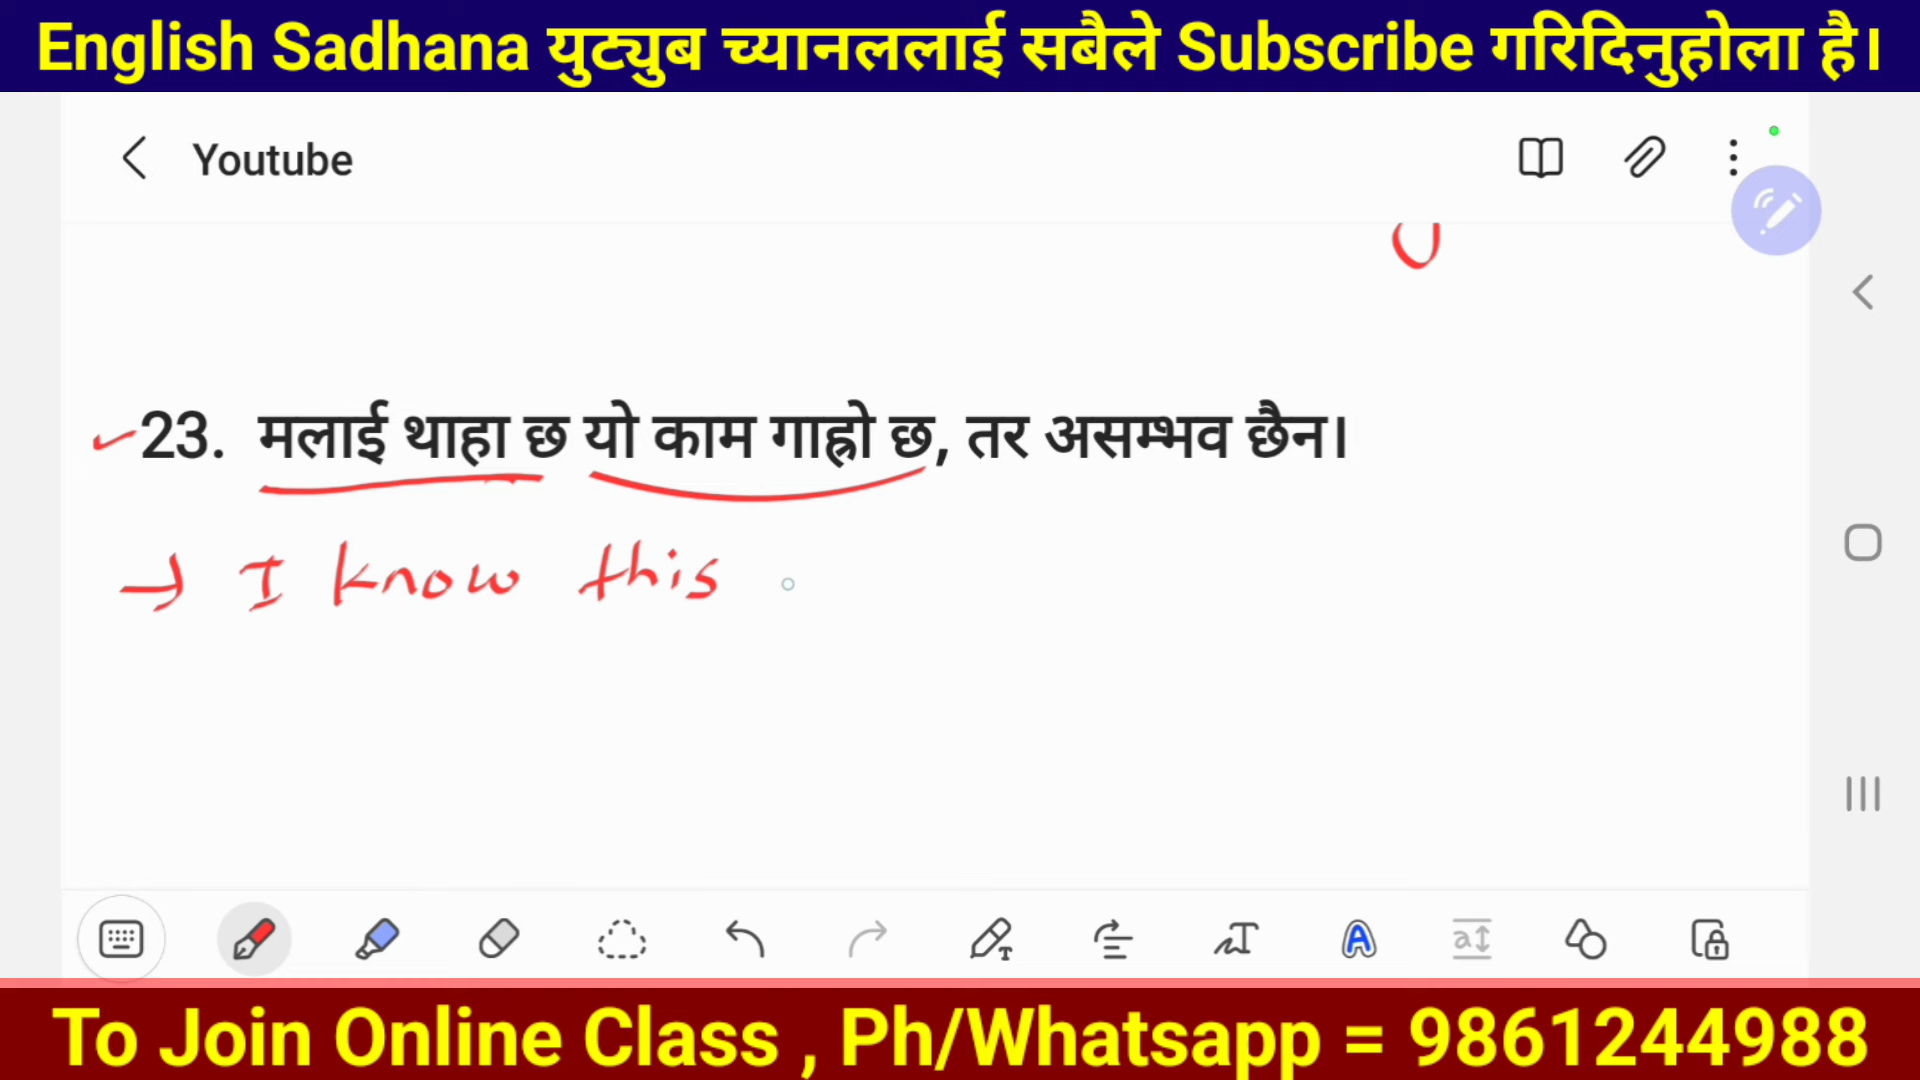 English Sadhana युट्युब च्यानललाई सबैले Subscribe गरिदिनुहोला है।
Youtube
23. मलाई थाहा छ यो काम गाह्रो छ, तर असम्भव छैन।
→ I know this
To Join Online Class , Ph/Whatsapp = 9861244988